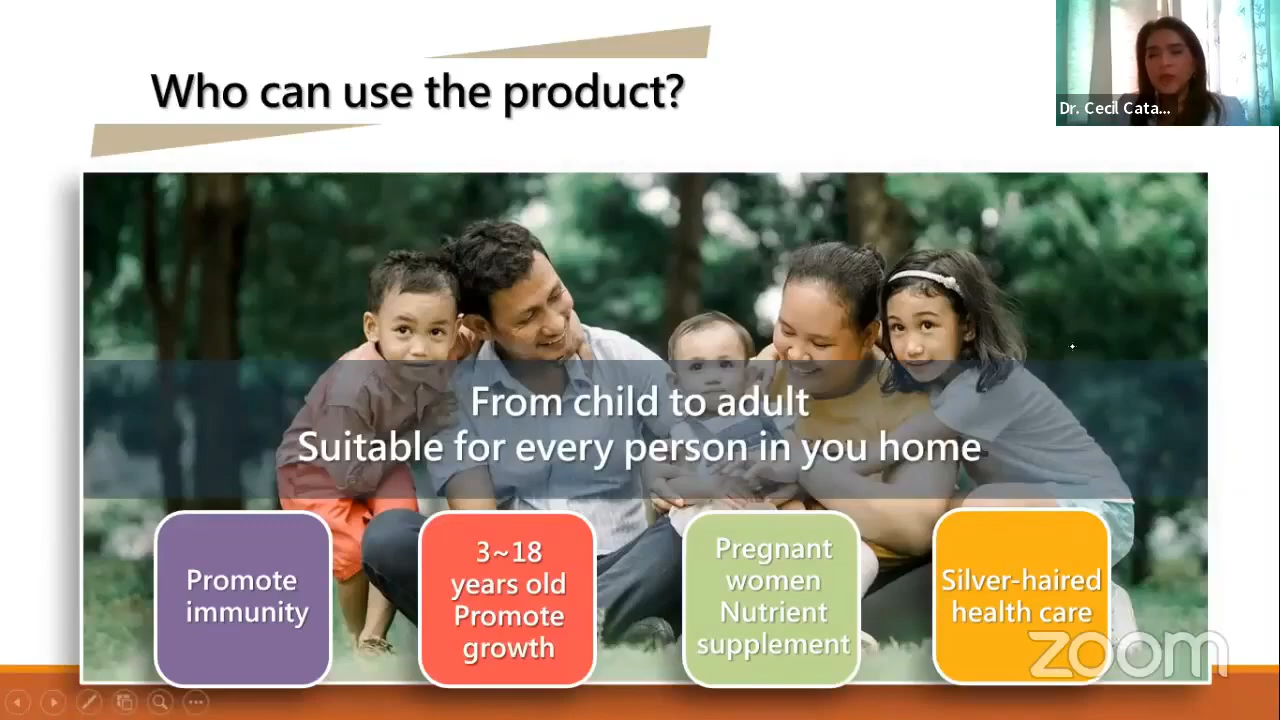 Who can use the product?
Dr. Cecil Cata...
From child to adult
Suitable for every person in you home
Promote
immunity
3~18
years old
Promote
growth
Pregnant
women
Nutrient
supplement
Silver-haired
health care
zoom